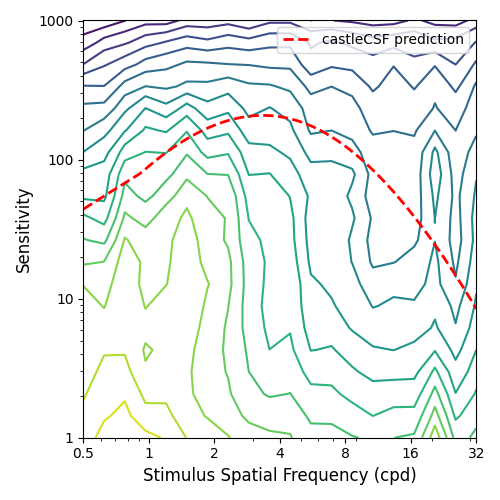 1000
castleCSF prediction
100
10
1
Sensitivity
0.5 1 2 4 8 16 32
Stimulus Spatial Frequency (cpd)